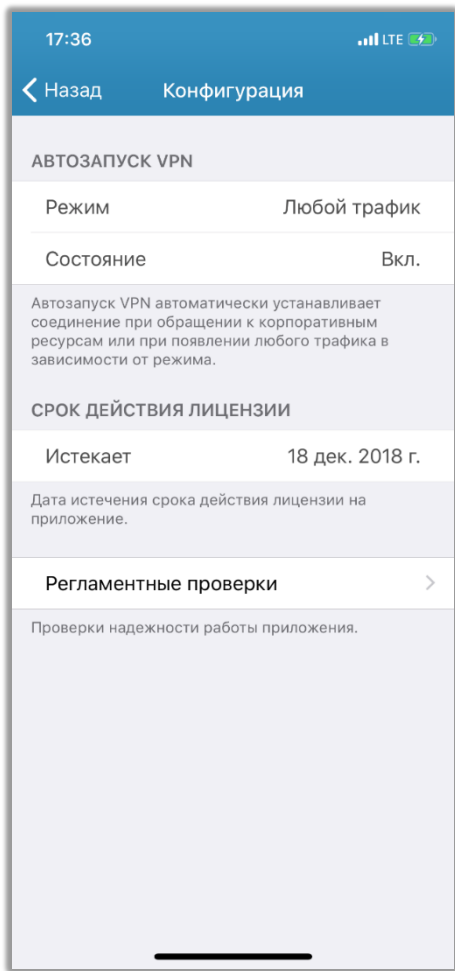 17:36 LTE
Назад Конфигурация
АВТОЗАПУСК VPN
Режим Любой трафик
Состояние Вкл.
Автозапуск VPN автоматически устанавливает
соединение при обращении к корпоративным
ресурсам или при появлении любого трафика в
зависимости от режима.
СРОК ДЕЙСТВИЯ ЛИЦЕНЗИИ
Истекает 18 дек. 2018 г.
Дата истечения срока действия лицензии на
приложение.
Регламентные проверки
Проверки надежности работы приложения.